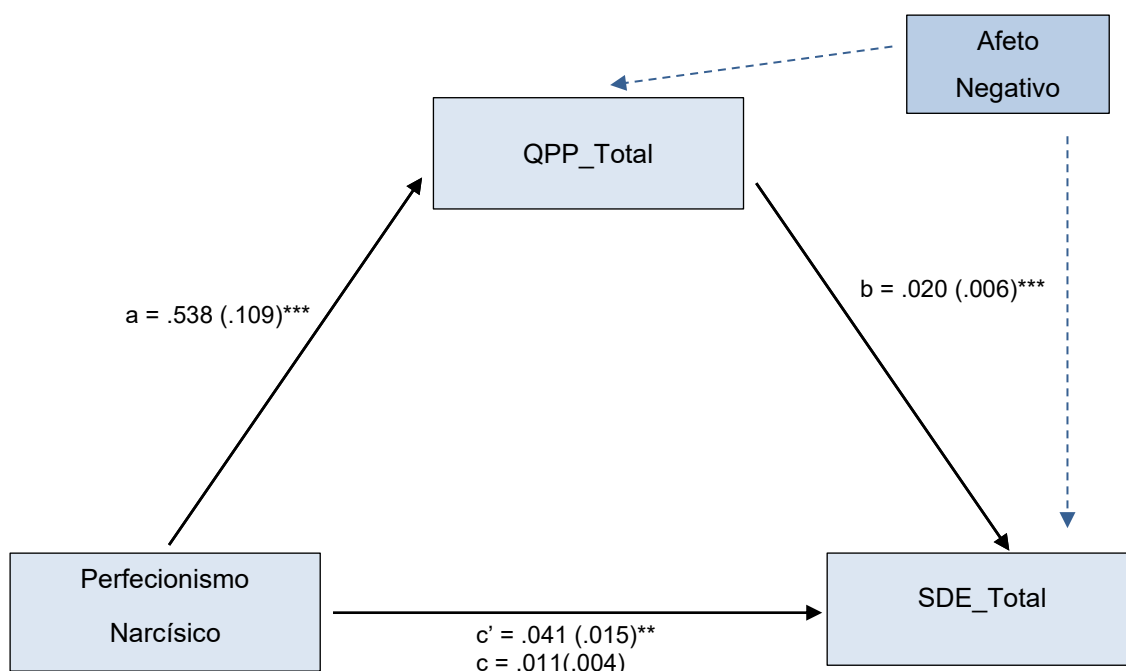 Afeto
Negativo
QPP_Total
a = .538 (.109)***
b = .020 (.006)***
Perfecionismo
Narcísico
SDE_Total
c’ = .041 (.015)**
c = .011(.004)